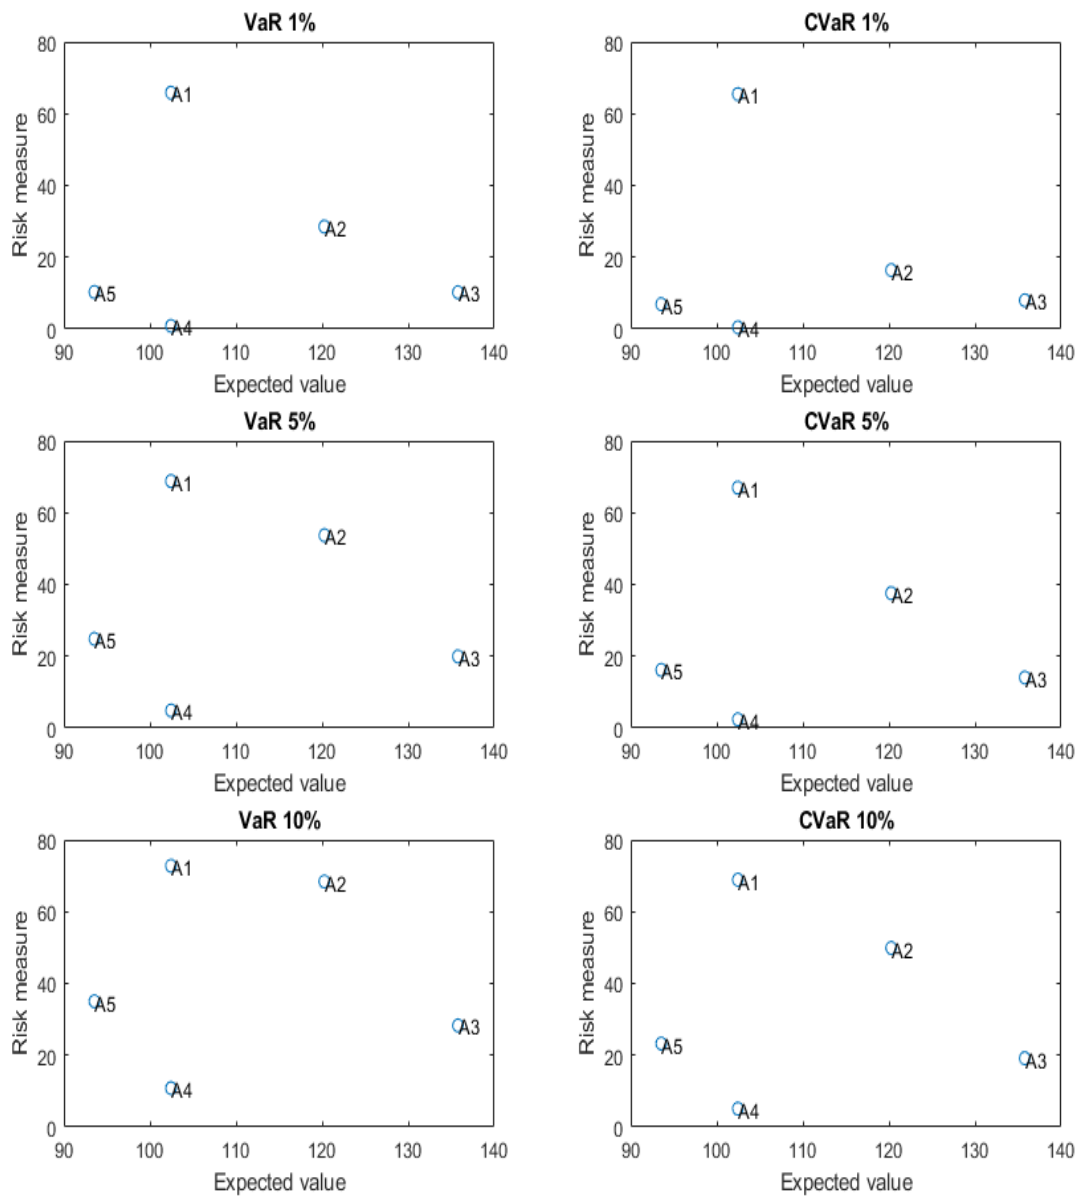 VaR 1%
80
60
40
20
0
Risk measure
A1
A2
A5
A3
A4
90 100 110 120 130 140
Expected value
CVaR 1%
80
60
40
20
0
Risk measure
A1
A2
A5
A3
A4
90 100 110 120 130 140
Expected value
VaR 5%
80
60
40
20
0
Risk measure
A1
A2
A5
A3
A4
90 100 110 120 130 140
Expected value
CVaR 5%
80
60
40
20
0
Risk measure
A1
A2
A5
A3
A4
90 100 110 120 130 140
Expected value
VaR 10%
80
60
40
20
0
Risk measure
A1
A2
A5
A3
A4
90 100 110 120 130 140
Expected value
CVaR 10%
80
60
40
20
0
Risk measure
A1
A2
A5
A3
A4
90 100 110 120 130 140
Expected value